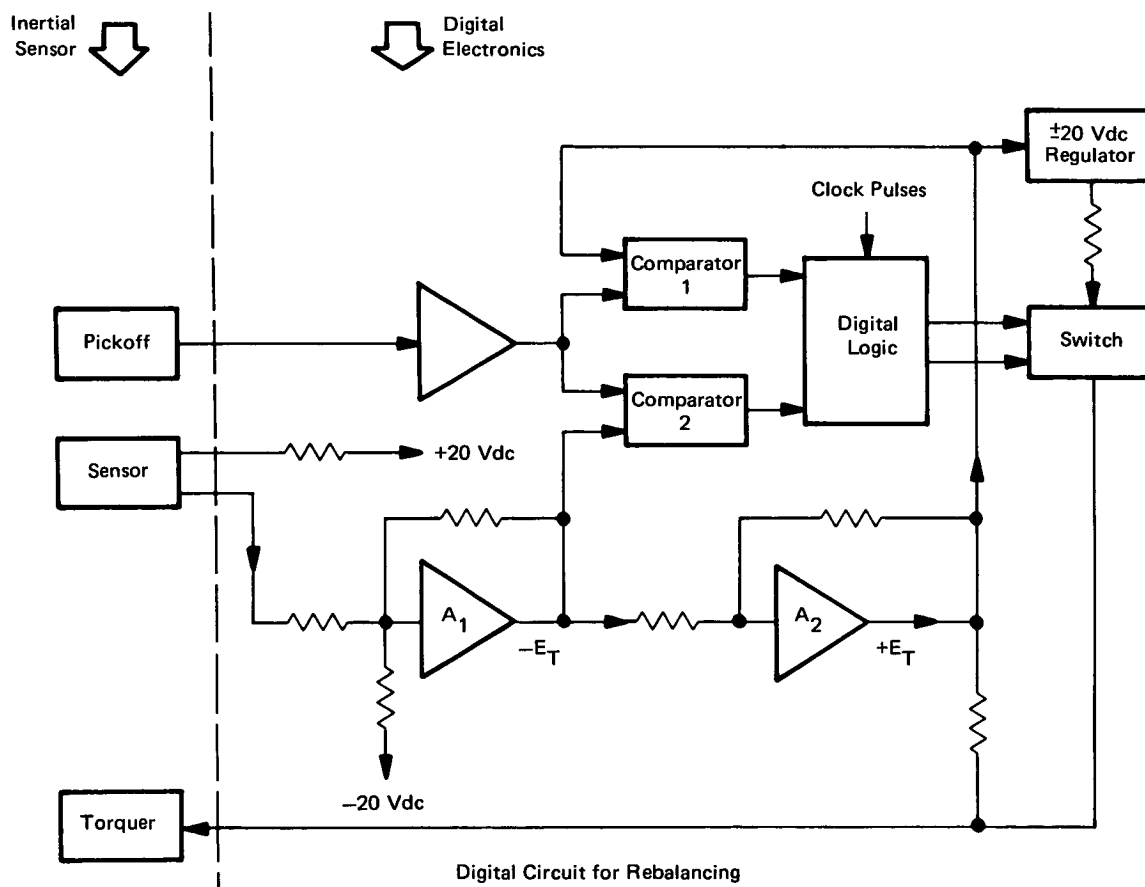 Inertial
Sensor
Digital
Electronics
±20 Vdc
Regulator
Clock Pulses
Comparator
1
Pickoff
Digital
Logic
Switch
Comparator
2
Sensor
+20 Vdc
A1
−ET
A2
+ET
−20 Vdc
Torquer
Digital Circuit for Rebalancing